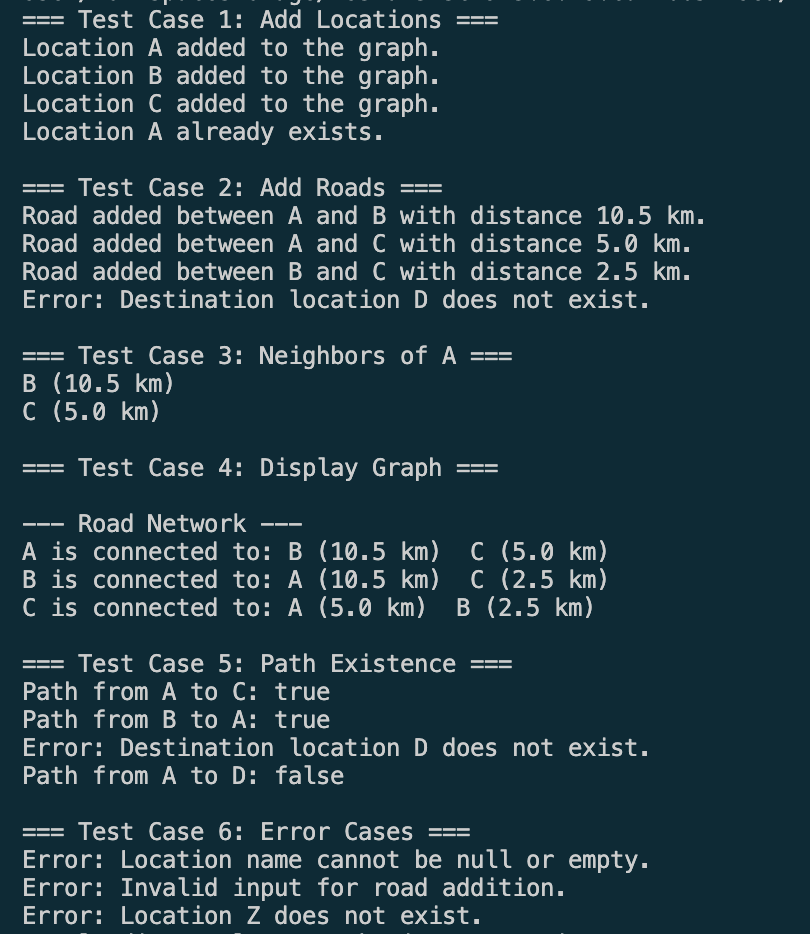 === Test Case 1: Add Locations ===
Location A added to the graph.
Location B added to the graph.
Location C added to the graph.
Location A already exists.
=== Test Case 2: Add Roads ===
Road added between A and B with distance 10.5 km.
Road added between A and C with distance 5.0 km.
Road added between B and C with distance 2.5 km.
Error: Destination location D does not exist.
=== Test Case 3: Neighbors of A ===
B (10.5 km)
C (5.0 km)
=== Test Case 4: Display Graph ===
--- Road Network ---
A is connected to: B (10.5 km)  C (5.0 km)
B is connected to: A (10.5 km)  C (2.5 km)
C is connected to: A (5.0 km)  B (2.5 km)
=== Test Case 5: Path Existence ===
Path from A to C: true
Path from B to A: true
Error: Destination location D does not exist.
Path from A to D: false
=== Test Case 6: Error Cases ===
Error: Location name cannot be null or empty.
Error: Invalid input for road addition.
Error: Location Z does not exist.